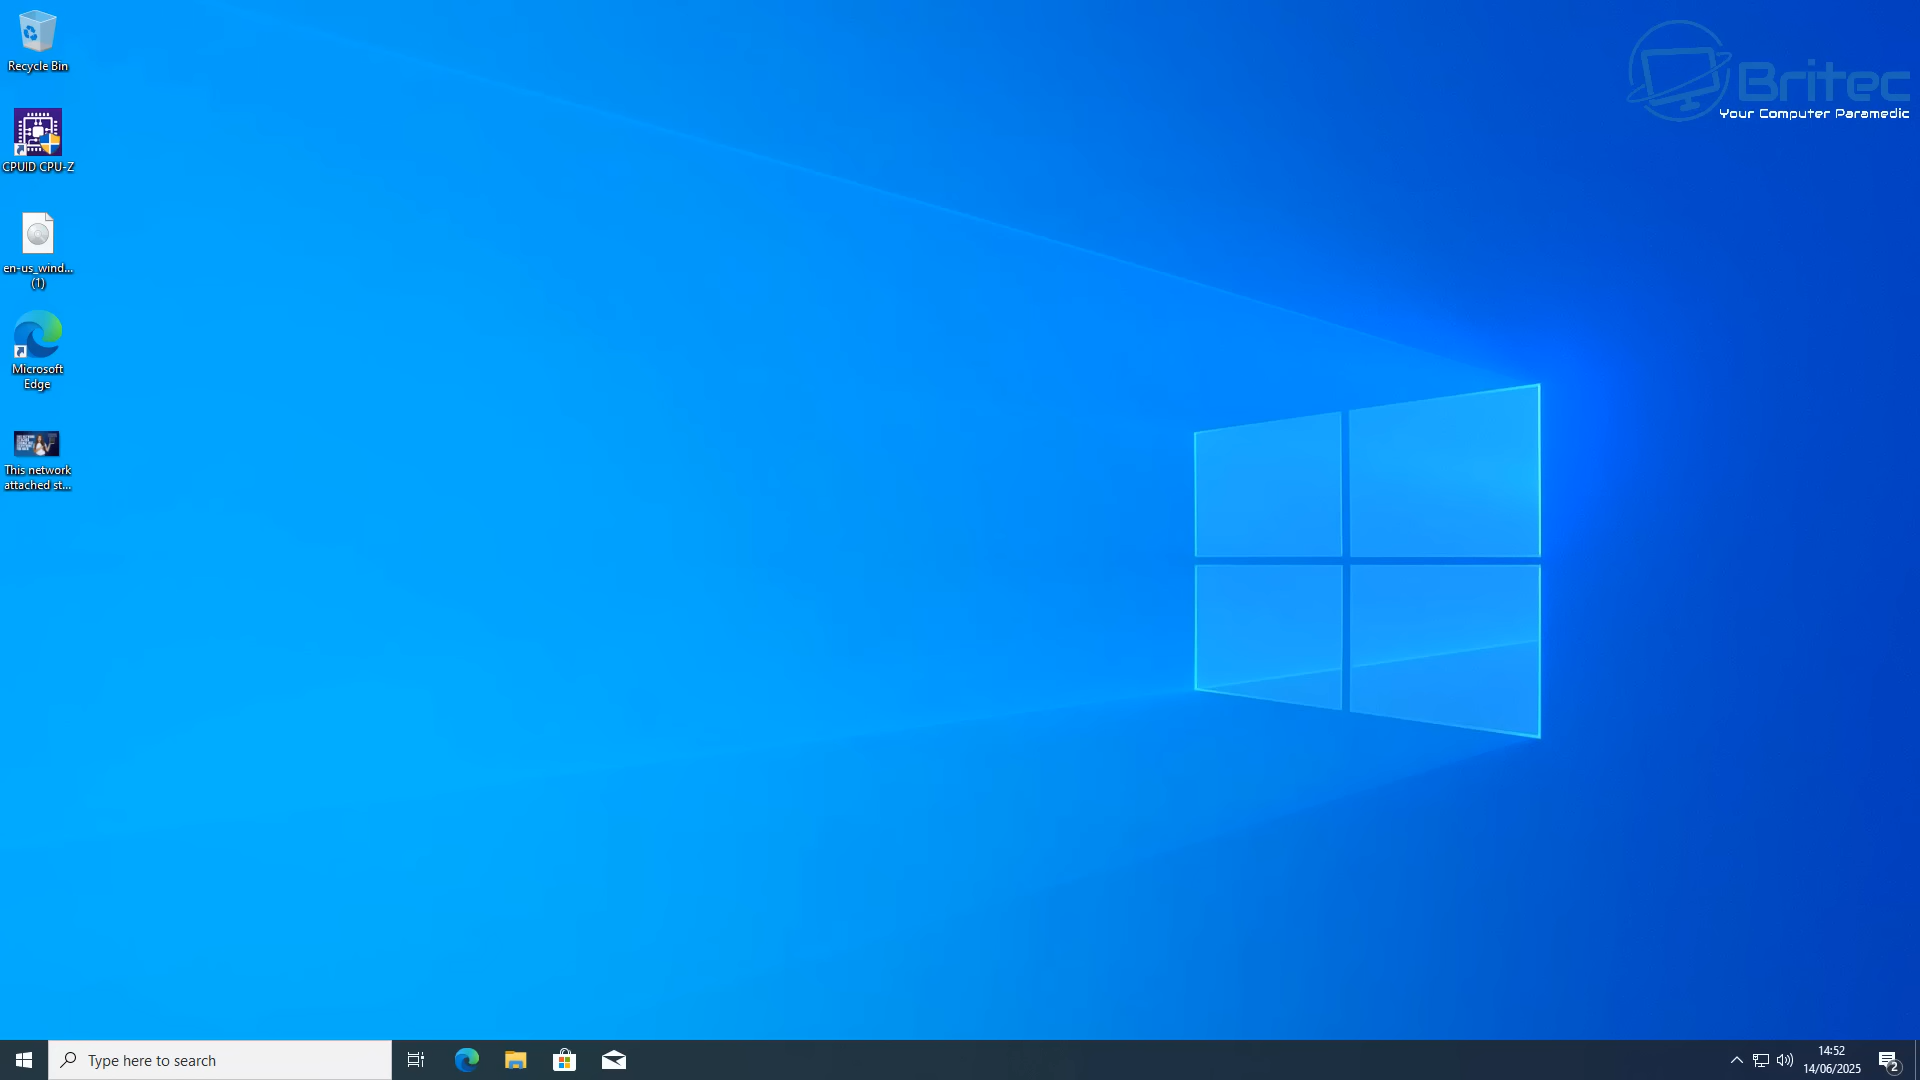 Recycle Bin
CPUID CPU-Z
en-us_wind...
(1)
Microsoft
Edge
This network
attached st...
Britec
Your Computer Paramedic
Type here to search
14:52
14/06/2025
2